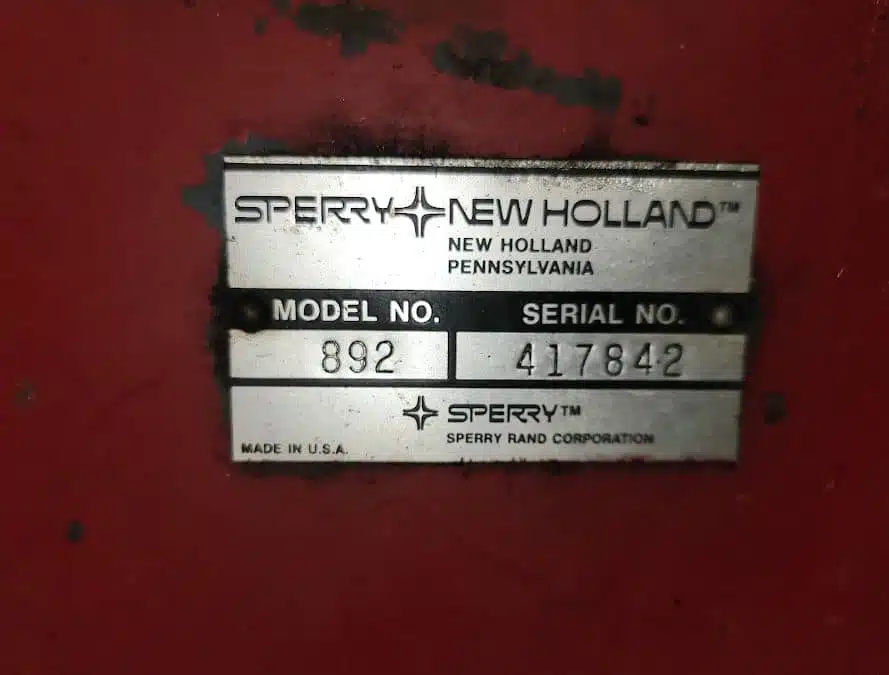 SPERRY NEW HOLLAND™
NEW HOLLAND
PENNSYLVANIA
MODEL NO. SERIAL NO.
892 417842
SPERRY™
SPERRY RAND CORPORATION
MADE IN U.S.A.